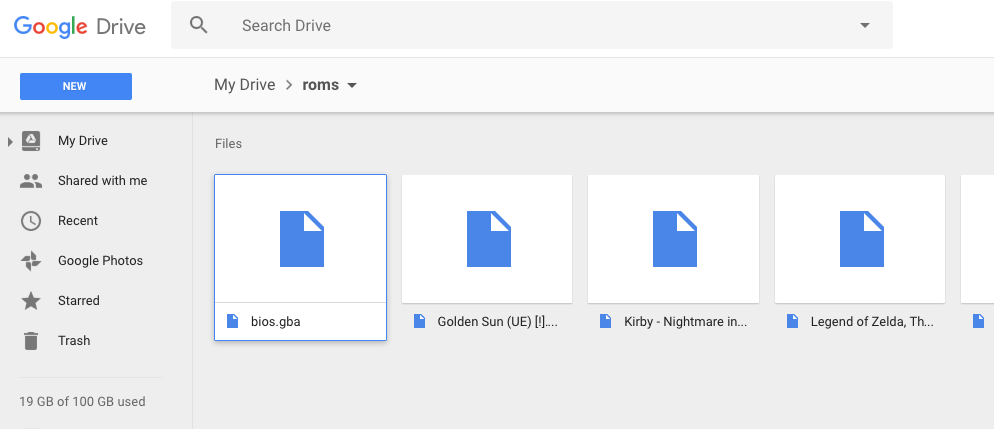 Google Drive
Search Drive
NEW
My Drive
roms
My Drive
Shared with me
Recent
Google Photos
Starred
Trash
19 GB of 100 GB used
Files
bios.gba
Golden Sun (UE) [!]....
Kirby - Nightmare in...
Legend of Zelda, Th...